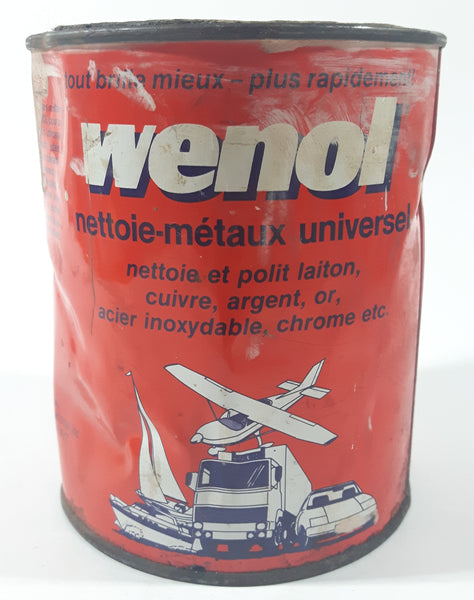 tout brille mieux – plus rapidement!
wenol
nettoie-métaux universel
nettoie et polit laiton,
cuivre, argent, or,
acier inoxydable, chrome etc.